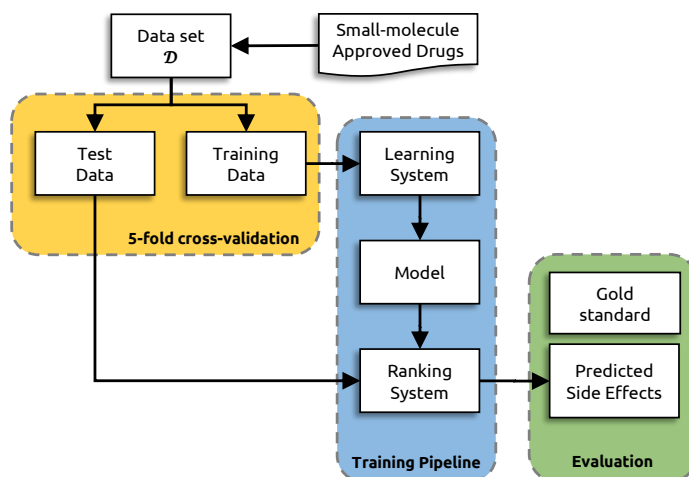 Data set
𝒟
Small-molecule
Approved Drugs
Test
Data
Training
Data
5-fold cross-validation
Learning
System
Model
Ranking
System
Training Pipeline
Gold
standard
Predicted
Side Effects
Evaluation